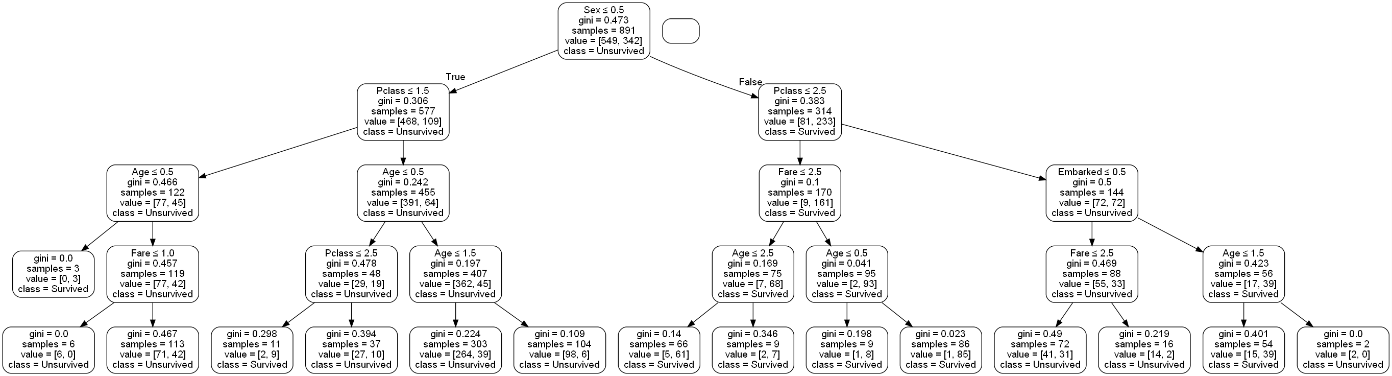 Sex ≤ 0.5
gini = 0.473
samples = 891
value = [549, 342]
class = Unsurvived
True
False
Pclass ≤ 1.5
gini = 0.306
samples = 577
value = [468, 109]
class = Unsurvived
Pclass ≤ 2.5
gini = 0.383
samples = 314
value = [81, 233]
class = Survived
Age ≤ 0.5
gini = 0.466
samples = 122
value = [77, 45]
class = Unsurvived
Age ≤ 0.5
gini = 0.242
samples = 455
value = [391, 64]
class = Unsurvived
Fare ≤ 2.5
gini = 0.1
samples = 170
value = [9, 161]
class = Survived
Embarked ≤ 0.5
gini = 0.5
samples = 144
value = [72, 72]
class = Unsurvived
gini = 0.0
samples = 3
value = [0, 3]
class = Survived
Fare ≤ 1.0
gini = 0.457
samples = 119
value = [77, 42]
class = Unsurvived
Pclass ≤ 2.5
gini = 0.478
samples = 48
value = [29, 19]
class = Unsurvived
Age ≤ 1.5
gini = 0.197
samples = 407
value = [362, 45]
class = Unsurvived
Age ≤ 2.5
gini = 0.169
samples = 75
value = [7, 68]
class = Survived
Age ≤ 0.5
gini = 0.041
samples = 95
value = [2, 93]
class = Survived
Fare ≤ 2.5
gini = 0.469
samples = 88
value = [55, 33]
class = Unsurvived
Age ≤ 1.5
gini = 0.423
samples = 56
value = [17, 39]
class = Survived
gini = 0.0
samples = 6
value = [6, 0]
class = Unsurvived
gini = 0.467
samples = 113
value = [71, 42]
class = Unsurvived
gini = 0.298
samples = 11
value = [2, 9]
class = Survived
gini = 0.394
samples = 37
value = [27, 10]
class = Unsurvived
gini = 0.224
samples = 303
value = [264, 39]
class = Unsurvived
gini = 0.109
samples = 104
value = [98, 6]
class = Unsurvived
gini = 0.14
samples = 66
value = [5, 61]
class = Survived
gini = 0.346
samples = 9
value = [2, 7]
class = Survived
gini = 0.198
samples = 9
value = [1, 8]
class = Survived
gini = 0.023
samples = 86
value = [1, 85]
class = Survived
gini = 0.49
samples = 72
value = [41, 31]
class = Unsurvived
gini = 0.219
samples = 16
value = [14, 2]
class = Unsurvived
gini = 0.401
samples = 54
value = [15, 39]
class = Survived
gini = 0.0
samples = 2
value = [2, 0]
class = Unsurvived